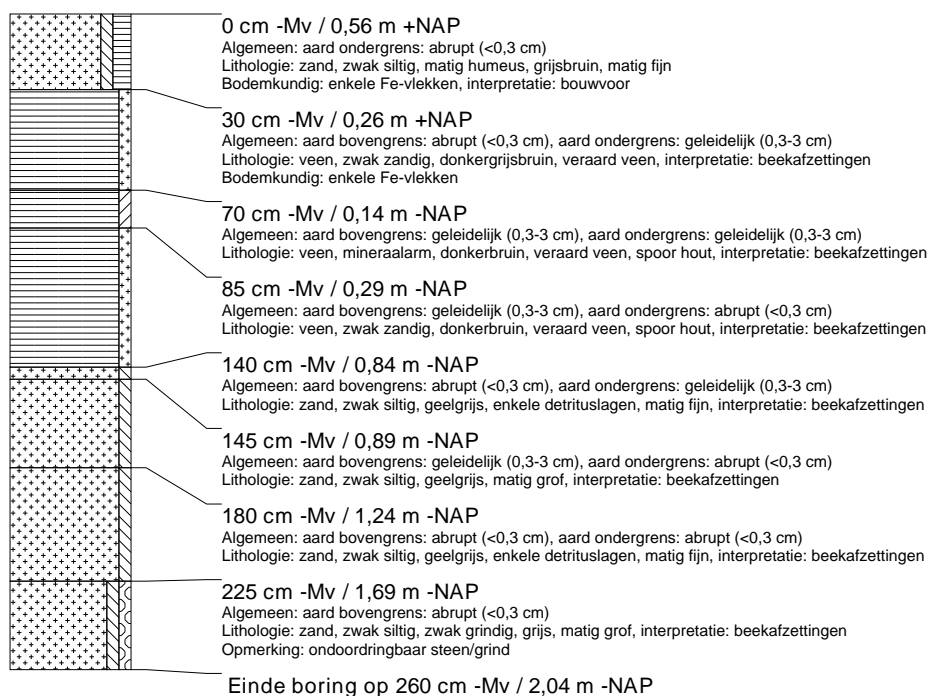 0 cm -Mv / 0,56 m +NAP
Algemeen: aard ondergrens: abrupt (<0,3 cm)
Lithologie: zand, zwak siltig, matig humeus, grijsbruin, matig fijn
Bodemkundig: enkele Fe-vlekken, interpretatie: bouwvoor
30 cm -Mv / 0,26 m +NAP
Algemeen: aard bovengrens: abrupt (<0,3 cm), aard ondergrens: geleidelijk (0,3-3 cm)
Lithologie: veen, zwak zandig, donkergrijsbruin, veraard veen, interpretatie: beekafzettingen
Bodemkundig: enkele Fe-vlekken
70 cm -Mv / 0,14 m -NAP
Algemeen: aard bovengrens: geleidelijk (0,3-3 cm), aard ondergrens: geleidelijk (0,3-3 cm)
Lithologie: veen, mineraalarm, donkerbruin, veraard veen, spoor hout, interpretatie: beekafzettingen
85 cm -Mv / 0,29 m -NAP
Algemeen: aard bovengrens: geleidelijk (0,3-3 cm), aard ondergrens: abrupt (<0,3 cm)
Lithologie: veen, zwak zandig, donkerbruin, veraard veen, spoor hout, interpretatie: beekafzettingen
140 cm -Mv / 0,84 m -NAP
Algemeen: aard bovengrens: abrupt (<0,3 cm), aard ondergrens: geleidelijk (0,3-3 cm)
Lithologie: zand, zwak siltig, geelgrijs, enkele detrituslagen, matig fijn, interpretatie: beekafzettingen
145 cm -Mv / 0,89 m -NAP
Algemeen: aard bovengrens: geleidelijk (0,3-3 cm), aard ondergrens: abrupt (<0,3 cm)
Lithologie: zand, zwak siltig, geelgrijs, matig grof, interpretatie: beekafzettingen
180 cm -Mv / 1,24 m -NAP
Algemeen: aard bovengrens: abrupt (<0,3 cm), aard ondergrens: abrupt (<0,3 cm)
Lithologie: zand, zwak siltig, geelgrijs, enkele detrituslagen, matig fijn, interpretatie: beekafzettingen
225 cm -Mv / 1,69 m -NAP
Algemeen: aard bovengrens: abrupt (<0,3 cm)
Lithologie: zand, zwak siltig, zwak grindig, grijs, matig grof, interpretatie: beekafzettingen
Opmerking: ondoordringbaar steen/grind
Einde boring op 260 cm -Mv / 2,04 m -NAP